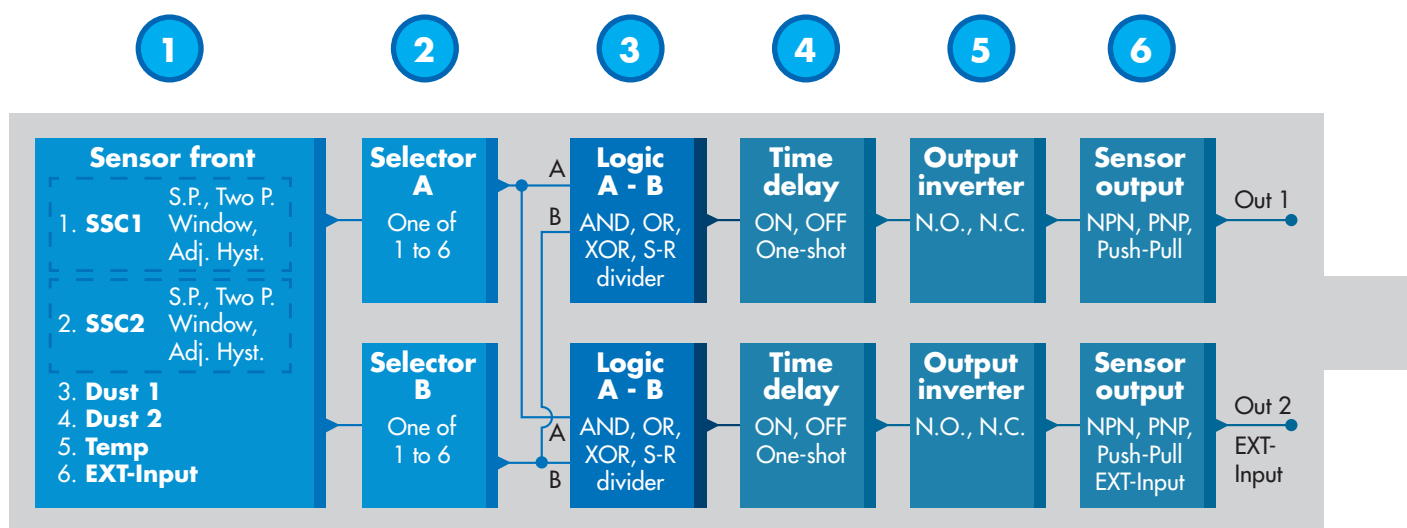 1
2
3
4
5
6
Sensor front
1. SSC1
S.P., Two P.
Window,
Adj. Hyst.
2. SSC2
S.P., Two P.
Window,
Adj. Hyst.
3. Dust 1
4. Dust 2
5. Temp
6. EXT-Input
Selector
A
One of
1 to 6
A
B
Logic
A - B
AND, OR,
XOR, S-R
divider
Time
delay
ON, OFF
One-shot
Output
inverter
N.O., N.C.
Sensor
output
NPN, PNP,
Push-Pull
Out 1
Selector
B
One of
1 to 6
A
B
Logic
A - B
AND, OR,
XOR, S-R
divider
Time
delay
ON, OFF
One-shot
Output
inverter
N.O., N.C.
Sensor
output
NPN, PNP,
Push-Pull
EXT-Input
Out 2
EXT-
Input